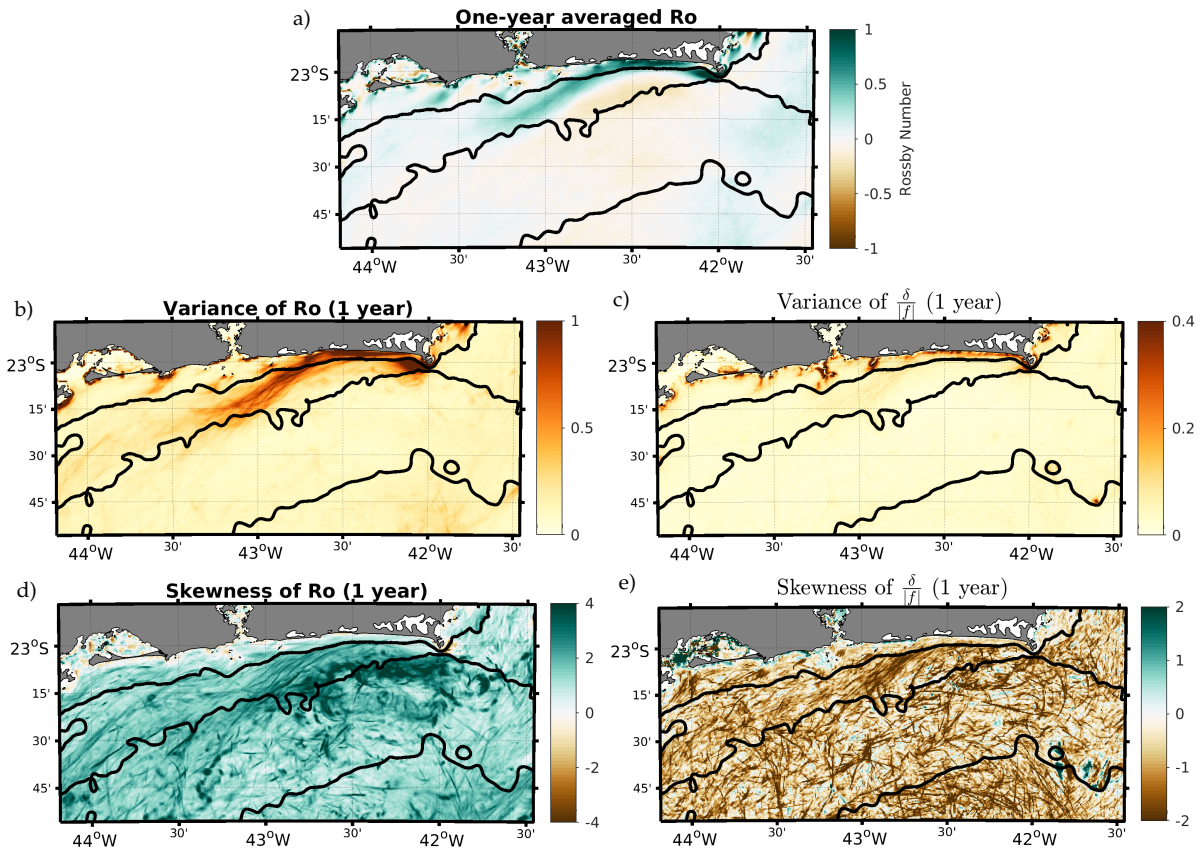 a)
One-year averaged Ro
23°S
15'
30'
45'
44°W
30'
43°W
30'
42°W
1
0.5
0
-0.5
-1
Rossby Number
b)
Variance of Ro (1 year)
23°S
15'
30'
45'
44°W
30'
43°W
30'
42°W
30'
1
0.5
0
c)
Variance of δ/|f| (1 year)
23°S
15'
30'
45'
44°W
30'
43°W
30'
42°W
30'
0.4
0.2
0
d)
Skewness of Ro (1 year)
23°S
15'
30'
45'
44°W
30'
43°W
30'
42°W
30'
4
2
0
-2
-4
e)
Skewness of δ/|f| (1 year)
23°S
15'
30'
45'
44°W
30'
43°W
30'
42°W
30'
2
1
0
-1
-2